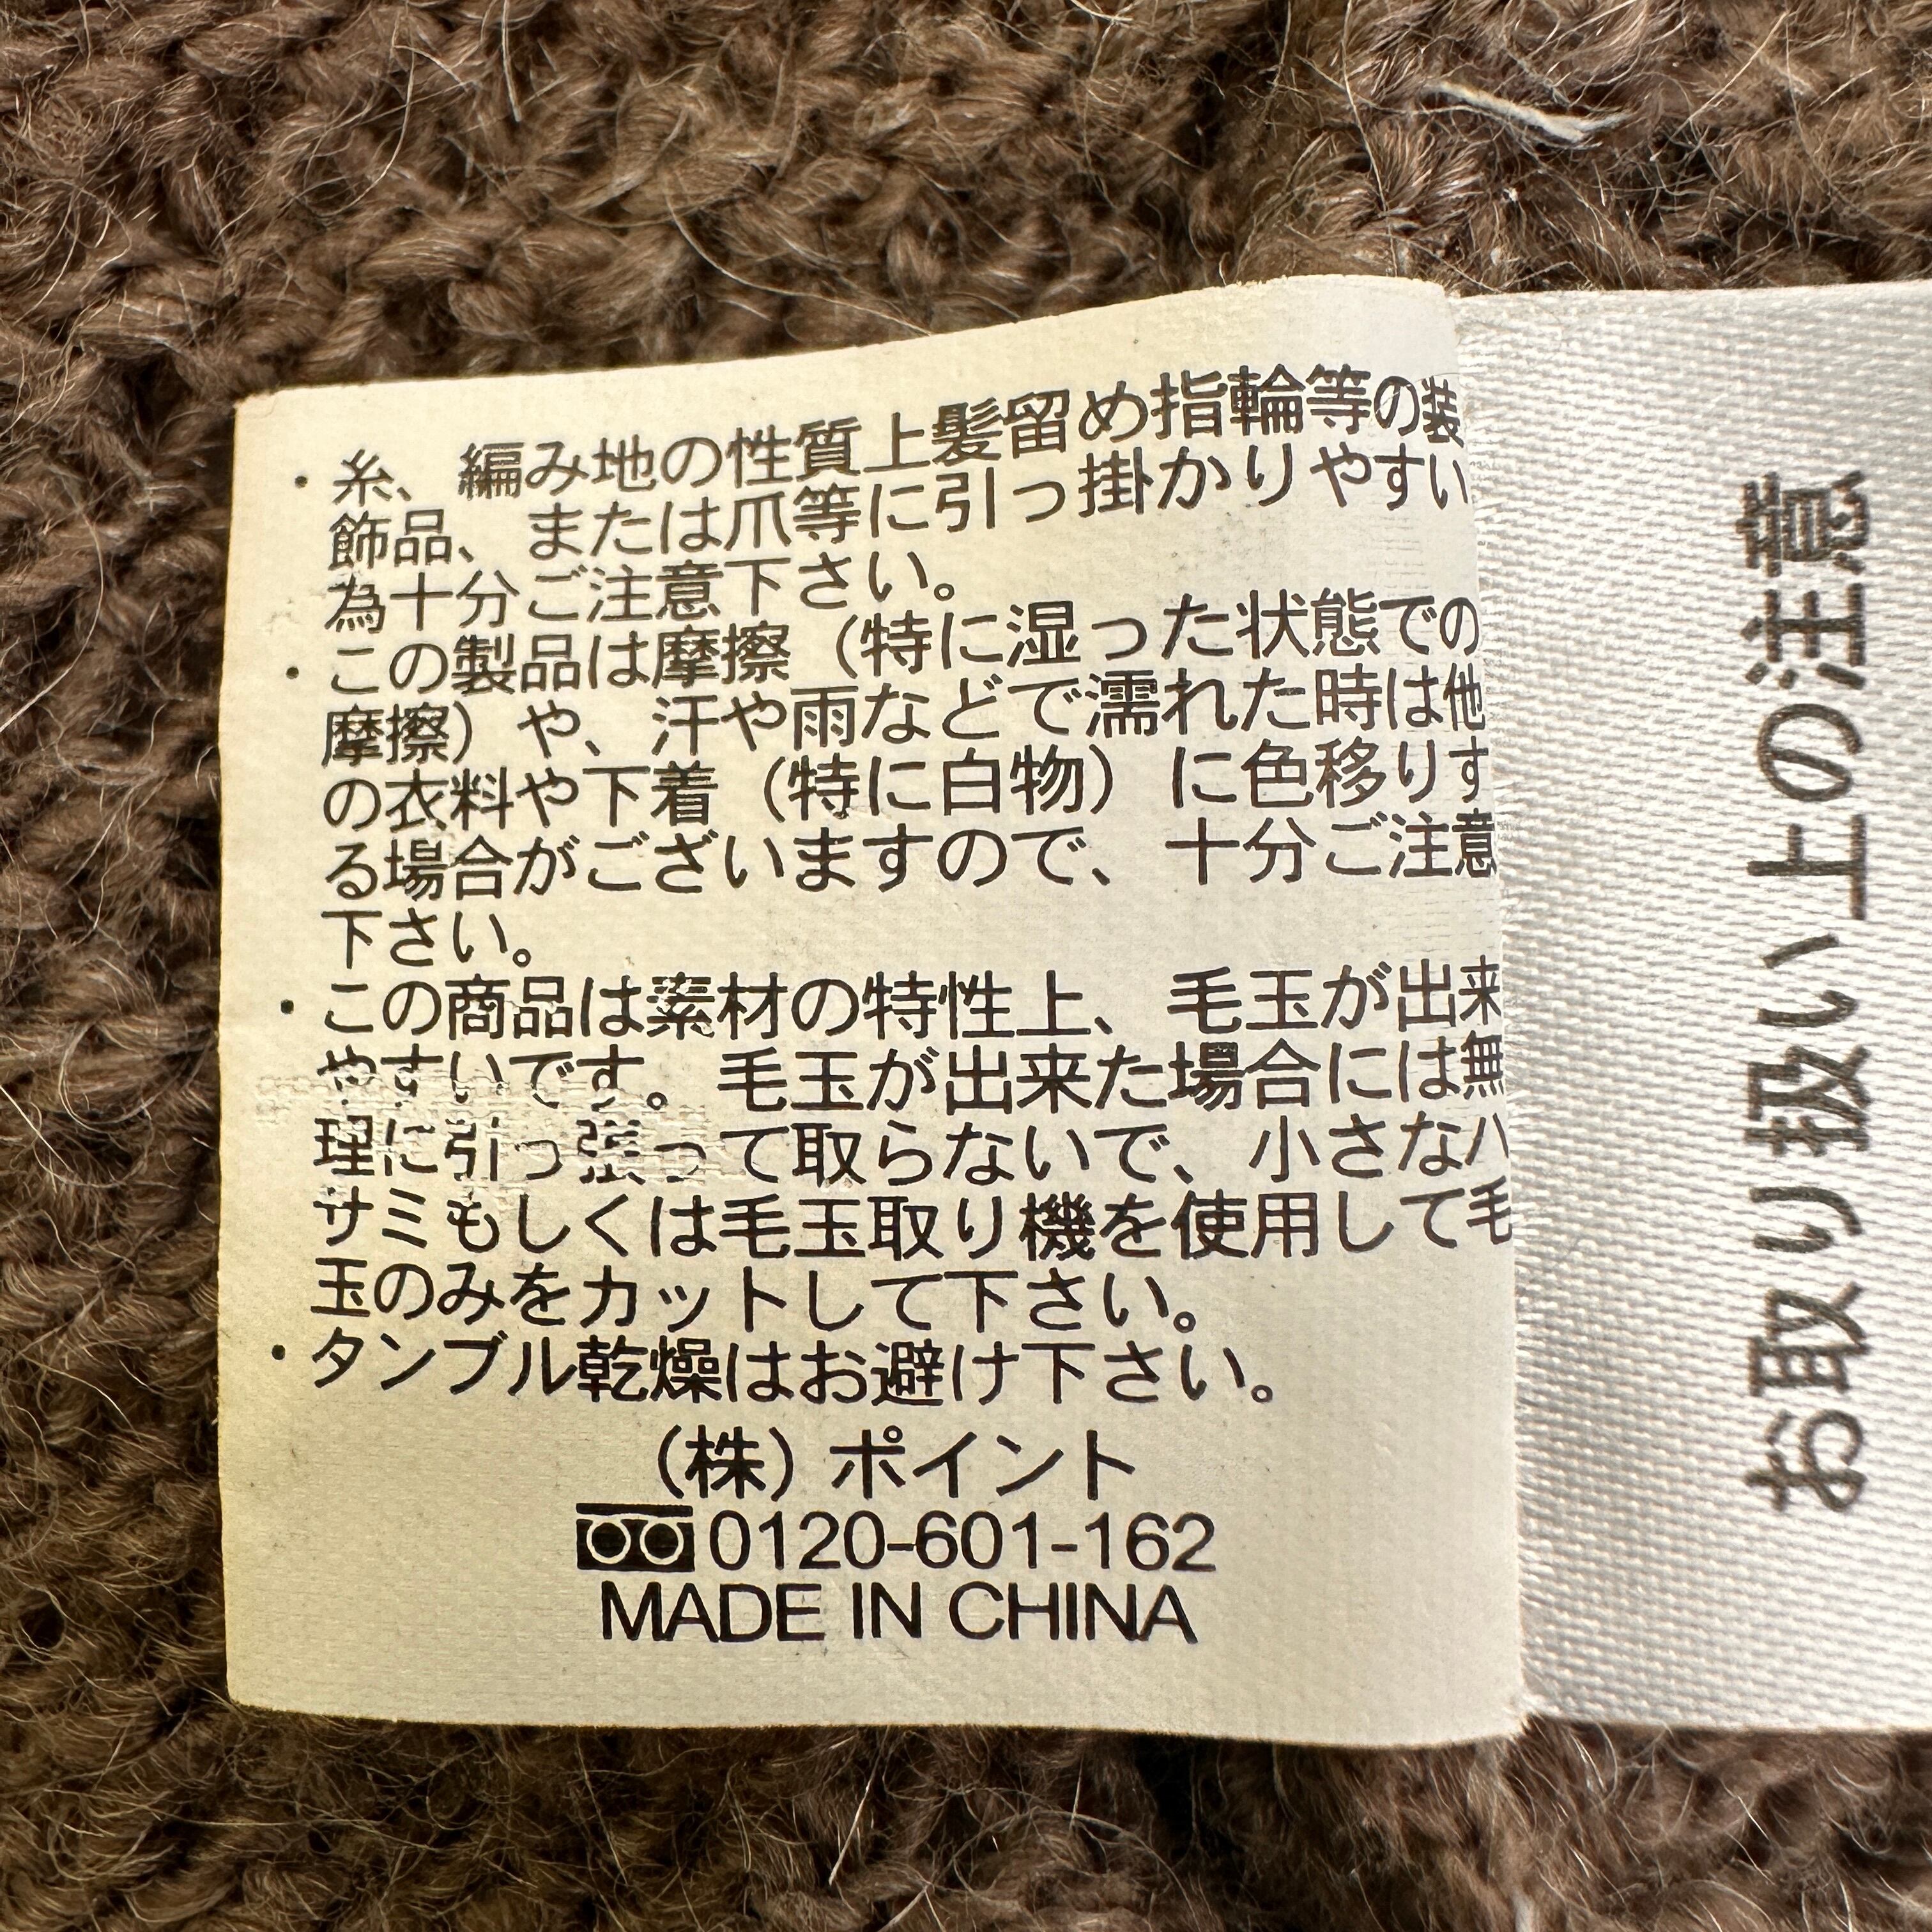 ・糸、編み地の性質上髪留め指輪等の装
飾品、または爪等に引っ掛かりやすい
為十分ご注意下さい。
・この製品は摩擦（特に湿った状態での
摩擦）や、汗や雨などで濡れた時は他
の衣料や下着（特に白物）に色移りす
る場合がございますので、十分ご注意
下さい。
・この商品は素材の特性上、毛玉が出来
やすいです。毛玉が出来た場合には無
理に引っ張って取らないで、小さなハ
サミもしくは毛玉取り機を使用して毛
玉のみをカットして下さい。
・タンブル乾燥はお避け下さい。
（株）ポイント
0120-601-162
MADE IN CHINA
お取り扱い上の注意